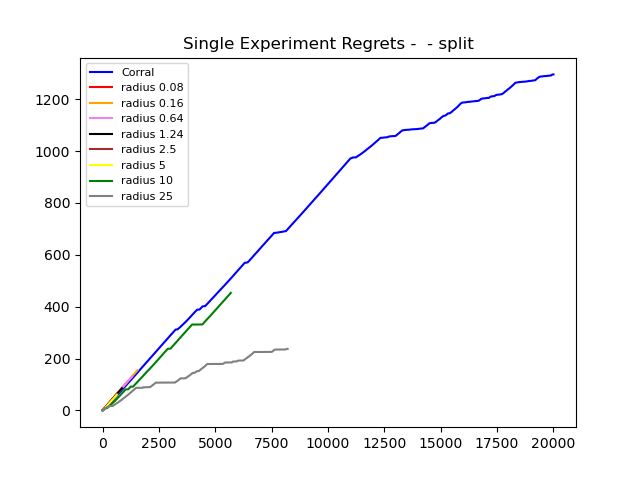 Single Experiment Regrets -  - split
Corral
radius 0.08
radius 0.16
radius 0.64
radius 1.24
radius 2.5
radius 5
radius 10
radius 25
1200
1000
800
600
400
200
0
0 2500 5000 7500 10000 12500 15000 17500 20000